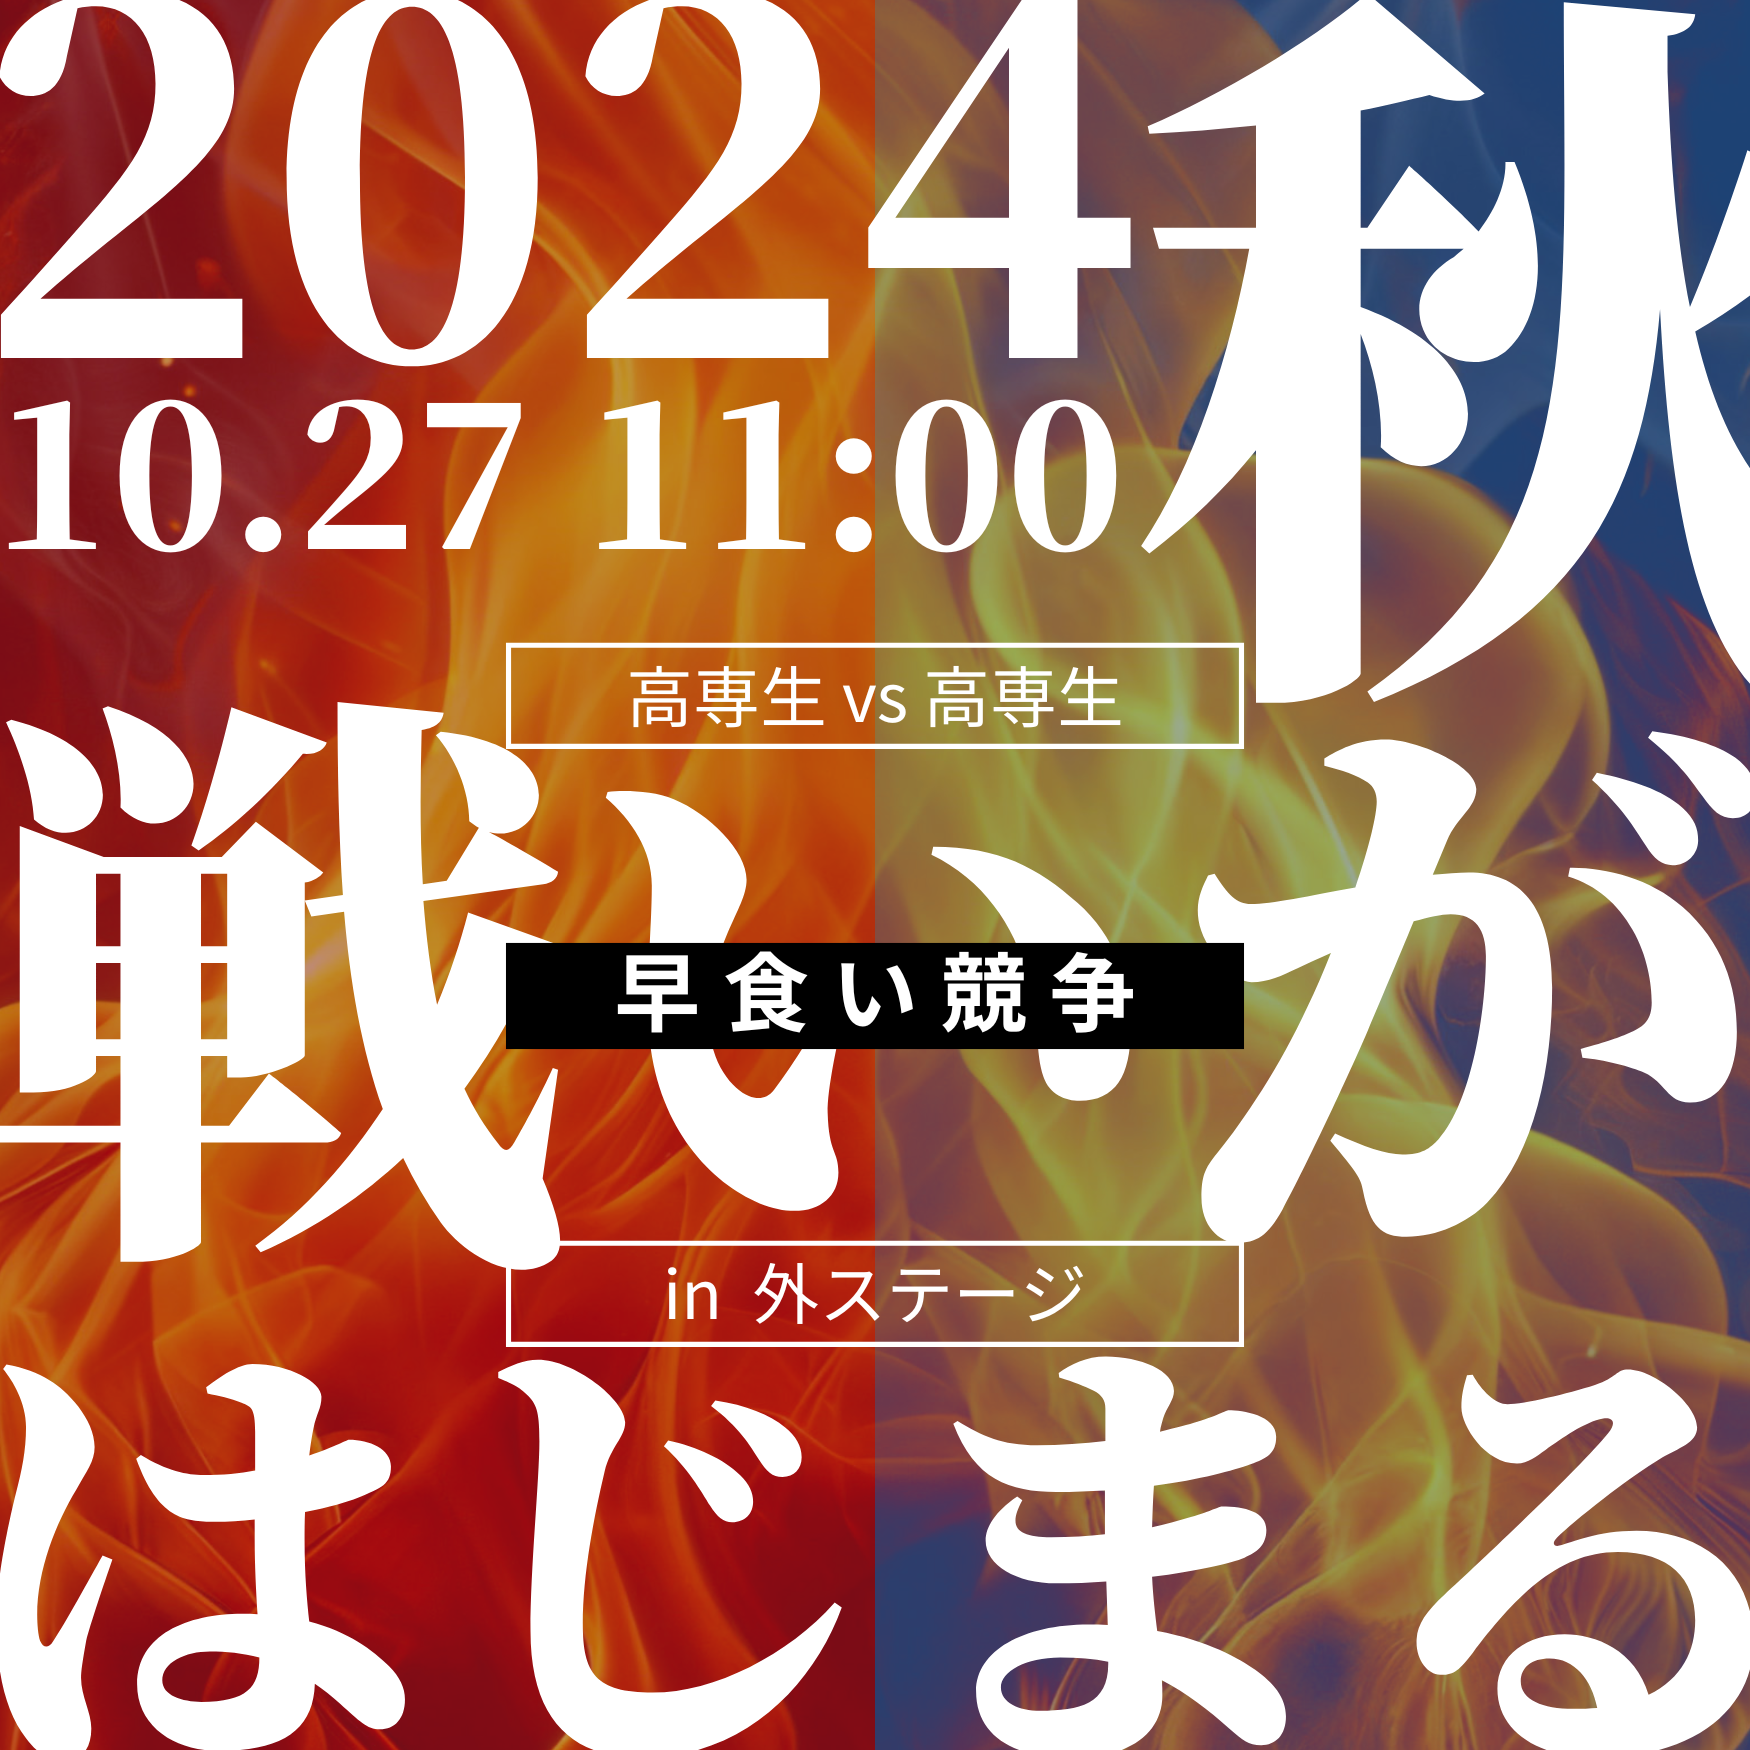 2024秋
10.27 11:00
高専生 vs 高専生
戦いが
早食い競争
in 外ステージ
はじまる